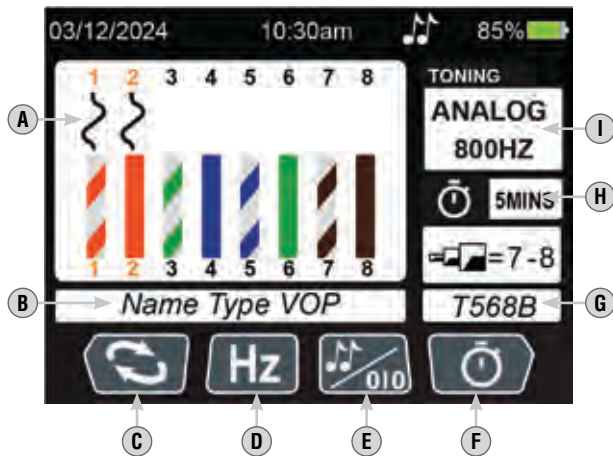 03/12/2024 10:30am 85%
1 2 3 4 5 6 7 8
TONING
ANALOG
800HZ
5MINS
1 2 3 4 5 6 7 8
=7-8
Name Type VOP
T568B
Hz
010
A
B
C
D
E
F
G
H
I